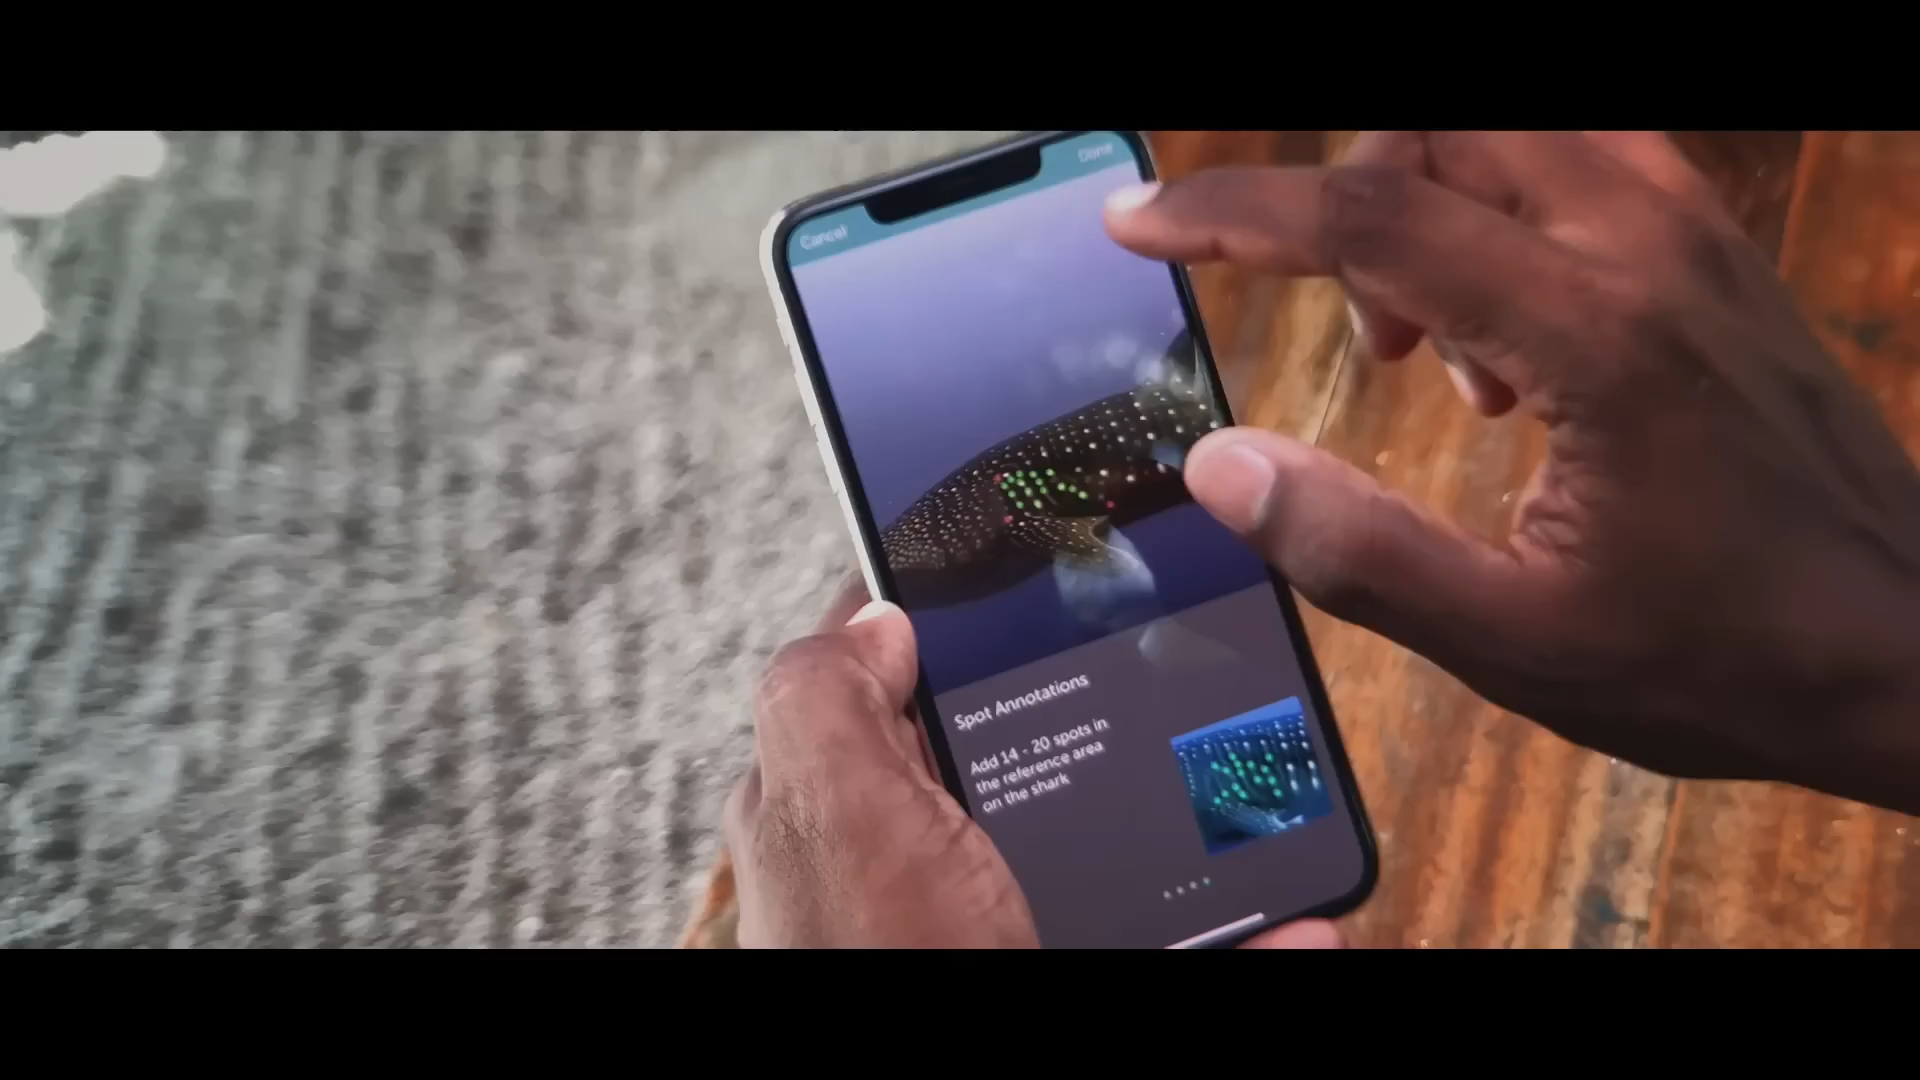 Cancel
Done
Spot Annotations
Add 14 - 20 spots in
the reference area
on the shark